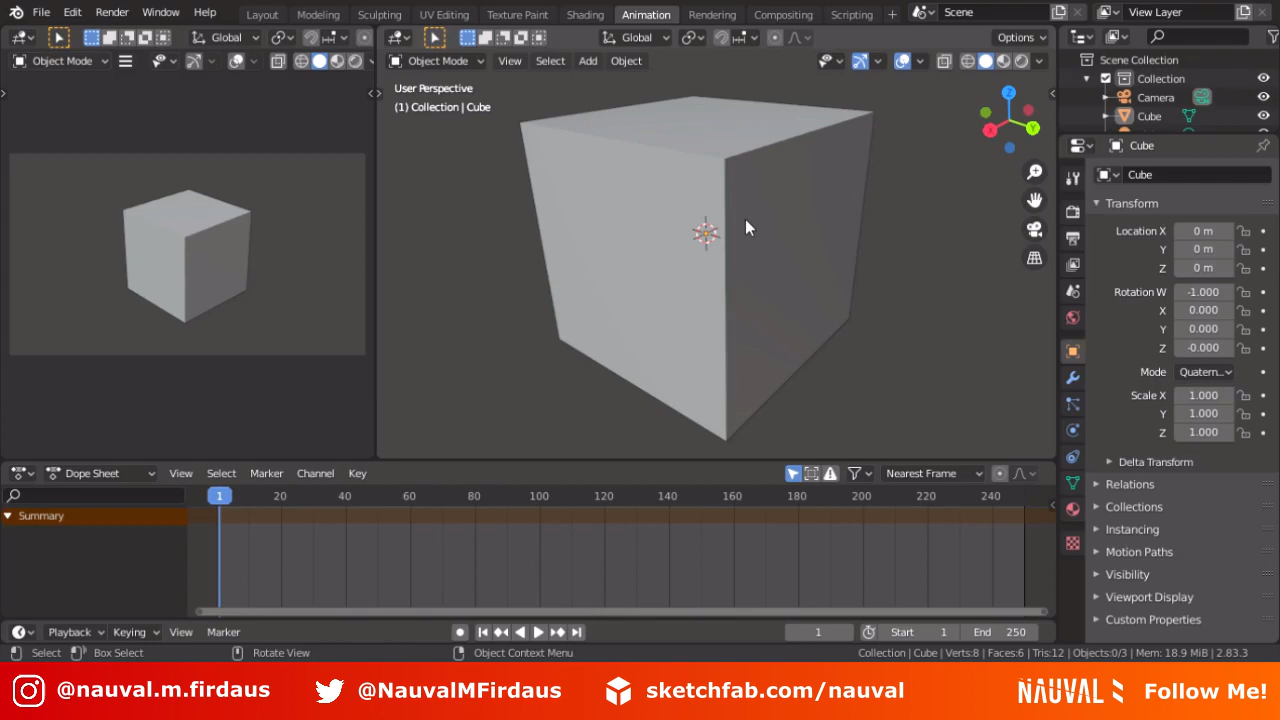 File Edit Render Window Help Layout Modeling Sculpting UV Editing Texture Paint Shading Animation Rendering Compositing Scripting + Scene View Layer
Global Global Options
Object Mode Object Mode View Select Add Object
User Perspective
(1) Collection | Cube
Z
X
Y
Scene Collection
Collection
Camera
Cube
Cube
Cube
Transform
Location X 0 m
Y 0 m
Z 0 m
Rotation W -1.000
X 0.000
Y 0.000
Z -0.000
Mode Quatern...
Scale X 1.000
Y 1.000
Z 1.000
Delta Transform
Relations
Collections
Instancing
Motion Paths
Visibility
Viewport Display
Custom Properties
Dope Sheet View Select Marker Channel Key Nearest Frame
1 20 40 60 80 100 120 140 160 180 200 220 240
Summary
Playback Keying View Marker 1 Start 1 End 250
Select Box Select Rotate View Object Context Menu Collection | Cube | Verts:8 | Faces:6 | Tris:12 | Objects:0/3 | Mem: 18.9 MiB | 2.83.3
@nauval.m.firdaus @NauvalMFirdaus sketchfab.com/nauval NAUVAL Follow Me!